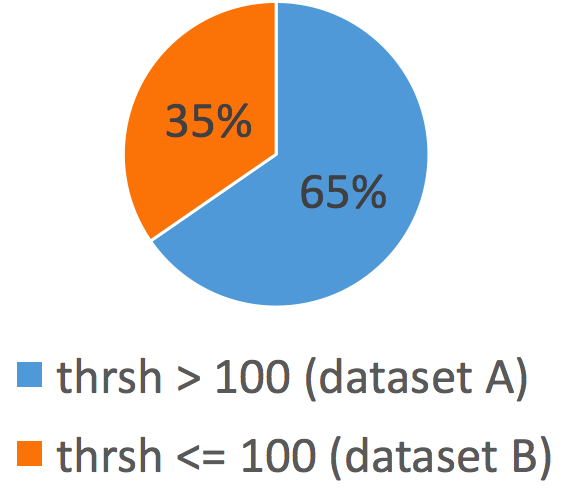 35%
65%
thrsh > 100 (dataset A)
thrsh <= 100 (dataset B)